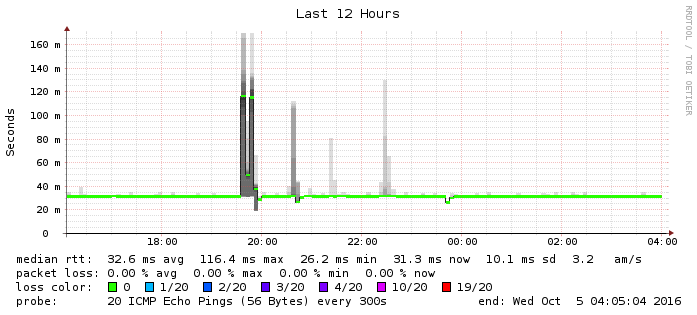 Last 12 Hours
RRDTOOL / TOBI OETIKER
Seconds
160 m
140 m
120 m
100 m
80 m
60 m
40 m
20 m
0
18:00 20:00 22:00 00:00 02:00 04:00
median rtt: 32.6 ms avg 116.4 ms max 26.2 ms min 31.3 ms now 10.1 ms sd 3.2 am/s
packet loss: 0.00 % avg 0.00 % max 0.00 % min 0.00 % now
loss color: 0 1/20 2/20 3/20 4/20 10/20 19/20
probe: 20 ICMP Echo Pings (56 Bytes) every 300s end: Wed Oct 5 04:05:04 2016